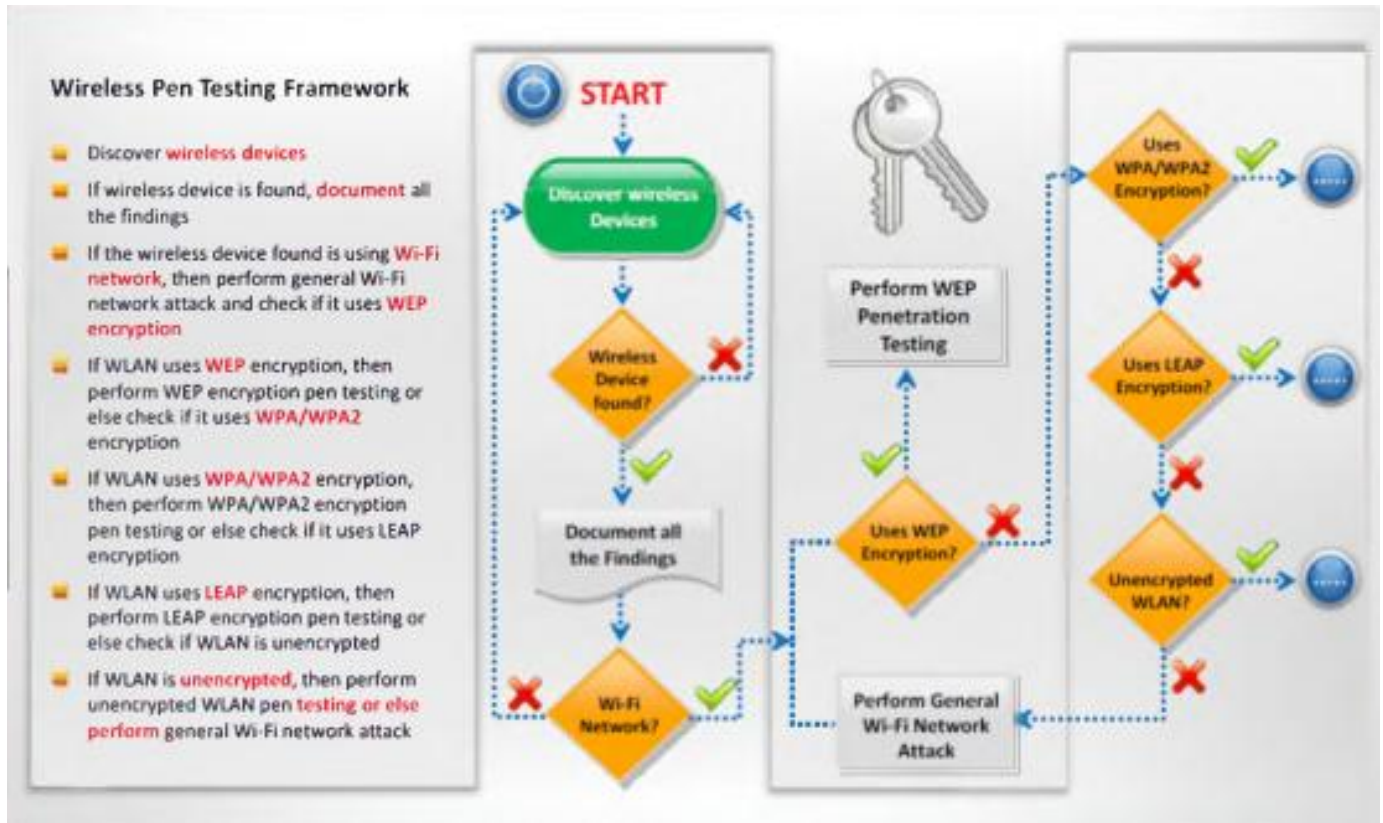 Wireless Pen Testing Framework
Discover wireless devices
If wireless device is found, document all
the findings
If the wireless device found is using Wi-Fi
network, then perform general Wi-Fi
network attack and check if it uses WEP
encryption
If WLAN uses WEP encryption, then
perform WEP encryption pen testing or
else check if it uses WPA/WPA2
encryption
If WLAN uses WPA/WPA2 encryption,
then perform WPA/WPA2 encryption
pen testing or else check if it uses LEAP
encryption
If WLAN uses LEAP encryption, then
perform LEAP encryption pen testing or
else check if WLAN is unencrypted
If WLAN is unencrypted, then perform
unencrypted WLAN pen testing or else
perform general Wi-Fi network attack
START
Discover wireless
Devices
Wireless
Device
found?
Document all
the Findings
Wi-Fi
Network?
Perform WEP
Penetration
Testing
Uses WEP
Encryption?
Perform General
Wi-Fi Network
Attack
Uses
WPA/WPA2
Encryption?
Uses LEAP
Encryption?
Unencrypted
WLAN?